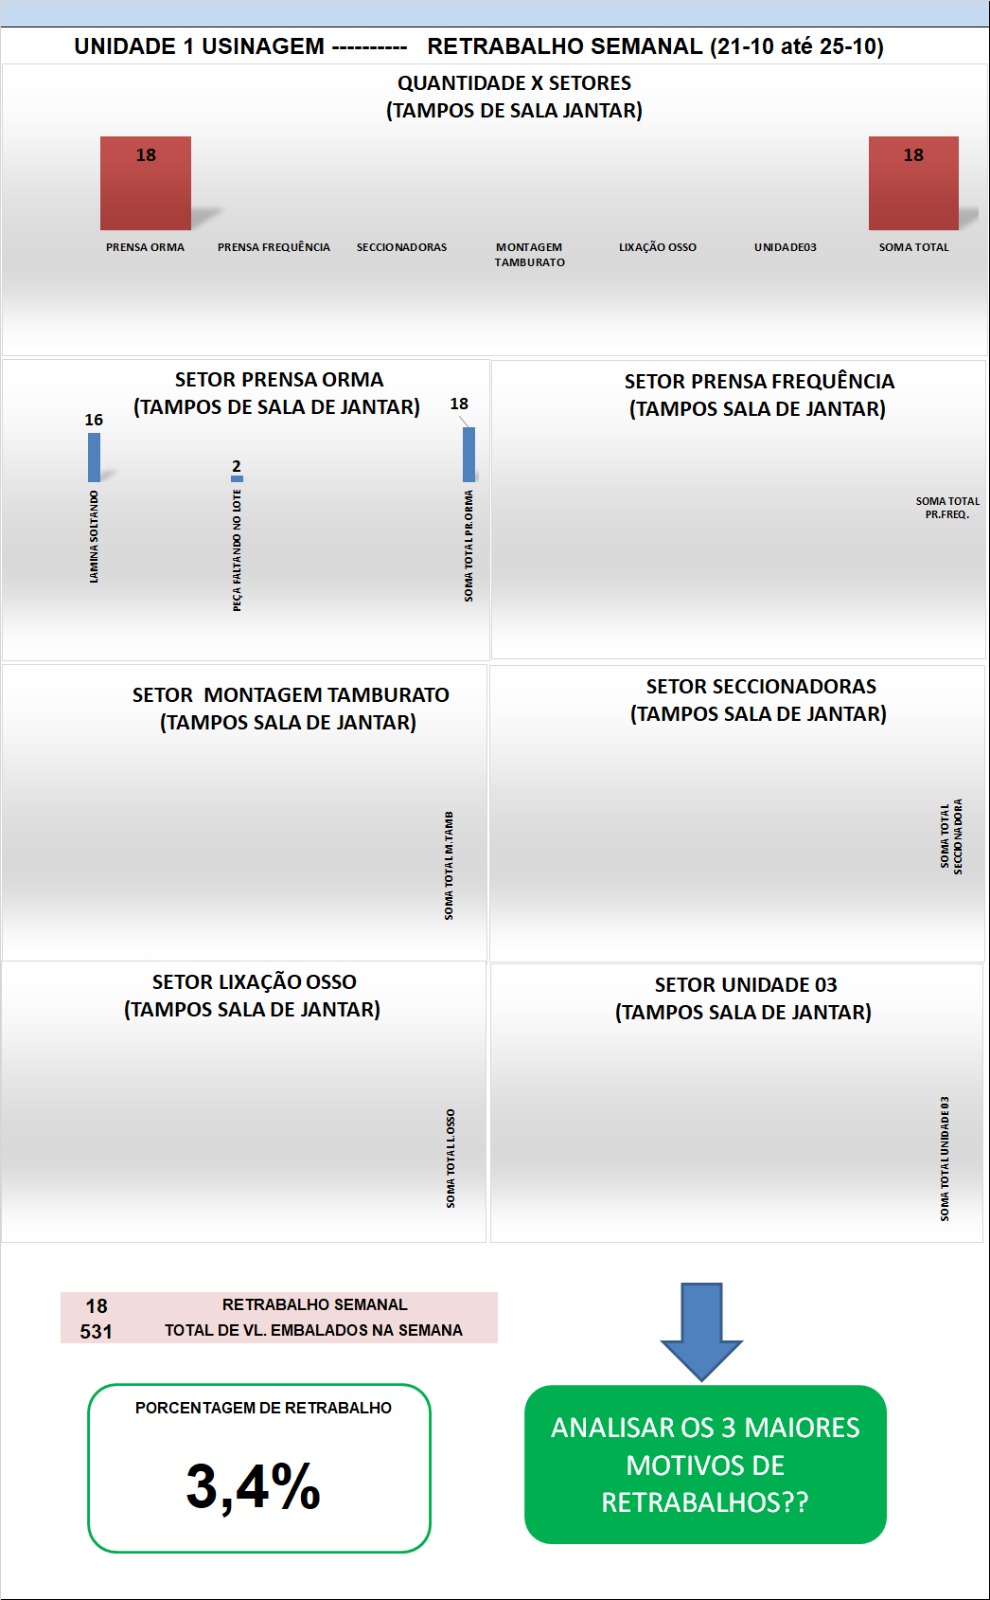 UNIDADE 1 USINAGEM ---------- RETRABALHO SEMANAL (21-10 até 25-10)
QUANTIDADE X SETORES
(TAMPOS DE SALA JANTAR)
18
18
PRENSA ORMA
PRENSA FREQUÊNCIA
SECCIONADORAS
MONTAGEM
TAMBURATO
LIXAÇÃO OSSO
UNIDADE03
SOMA TOTAL
SETOR PRENSA ORMA
(TAMPOS DE SALA DE JANTAR)
16
2
18
LAMINA SOLTANDO
PEÇA FALTANDO NO LOTE
SOMA TOTAL PR.ORMA
SETOR PRENSA FREQUÊNCIA
(TAMPOS SALA DE JANTAR)
SOMA TOTAL
PR.FREQ.
SETOR MONTAGEM TAMBURATO
(TAMPOS SALA DE JANTAR)
SOMA TOTAL M.TAMB
SETOR SECCIONADORAS
(TAMPOS SALA DE JANTAR)
SOMA TOTAL
SECCIONADORA
SETOR LIXAÇÃO OSSO
(TAMPOS SALA DE JANTAR)
SOMA TOTAL L.OSSO
SETOR UNIDADE 03
(TAMPOS SALA DE JANTAR)
SOMA TOTAL UNIDADE 03
18 RETRABALHO SEMANAL
531 TOTAL DE VL. EMBALADOS NA SEMANA
PORCENTAGEM DE RETRABALHO
3,4%
ANALISAR OS 3 MAIORES
MOTIVOS DE
RETRABALHOS??